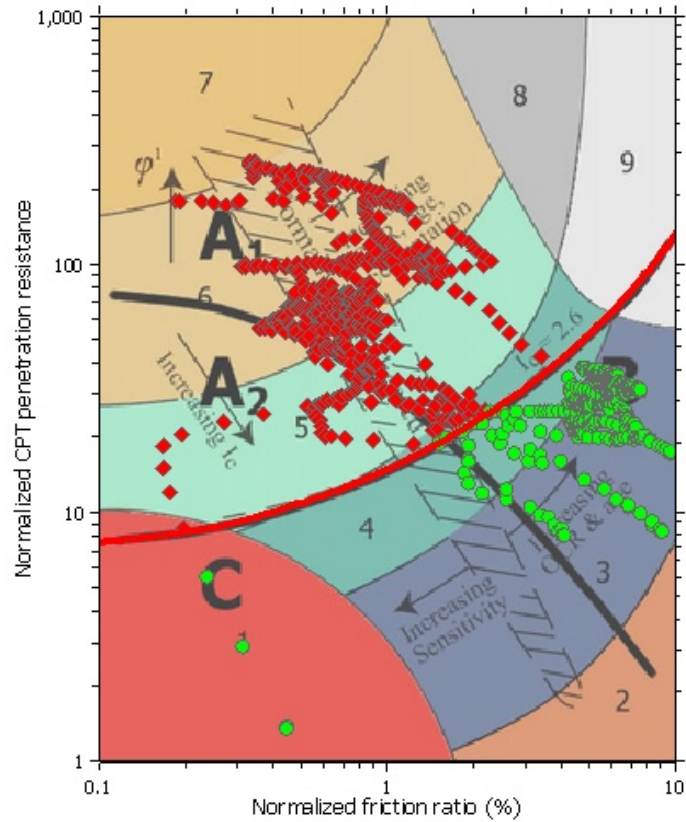 1,000
7
8
9
φ'
A1
100
6
Ic = 2.6
A2
Increasing Ic
5
B
10
4
Increasing
OCR & age
3
C
Increasing
Sensitivity
1
2
1
0.1
1
10
Normalized CPT penetration resistance
Normalized friction ratio (%)